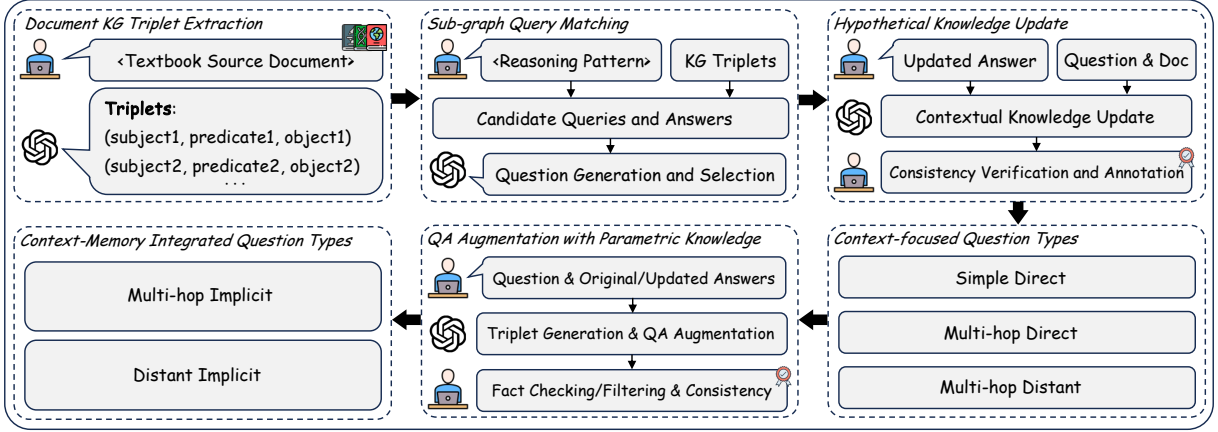 Document KG Triplet Extraction
<Textbook Source Document>
Triplets:
(subject1, predicate1, object1)
(subject2, predicate2, object2)
...
Sub-graph Query Matching
<Reasoning Pattern>
KG Triplets
Candidate Queries and Answers
Question Generation and Selection
Hypothetical Knowledge Update
Updated Answer
Question & Doc
Contextual Knowledge Update
Consistency Verification and Annotation
Context-Memory Integrated Question Types
Multi-hop Implicit
Distant Implicit
QA Augmentation with Parametric Knowledge
Question & Original/Updated Answers
Triplet Generation & QA Augmentation
Fact Checking/Filtering & Consistency
Context-focused Question Types
Simple Direct
Multi-hop Direct
Multi-hop Distant